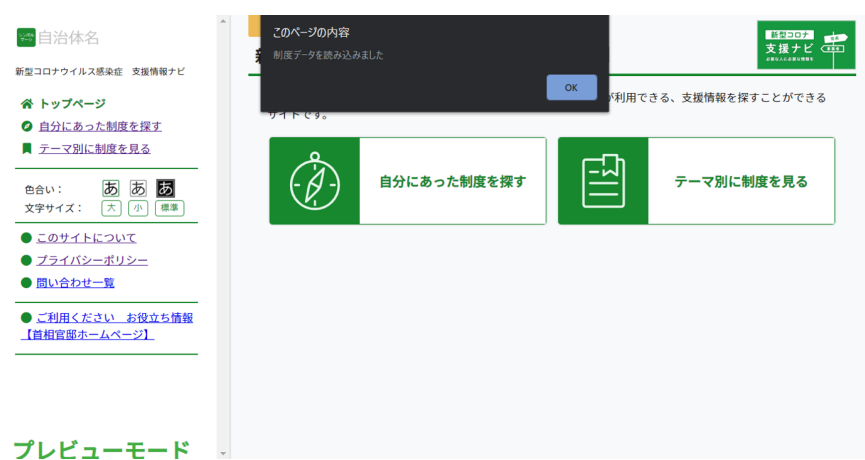 自治体名
新型コロナウイルス感染症 支援情報ナビ
トップページ
自分にあった制度を探す
テーマ別に制度を見る
色合い： あ あ あ
文字サイズ： 大 小 標準
このサイトについて
プライバシーポリシー
問い合わせ一覧
ご利用ください お役立ち情報
【首相官邸ホームページ】
プレビューモード
このページの内容
制度データを読み込みました
OK
新型コロナ
支援ナビ
が利用できる、支援情報を探すことができる
サイトです。
自分にあった制度を探す
テーマ別に制度を見る